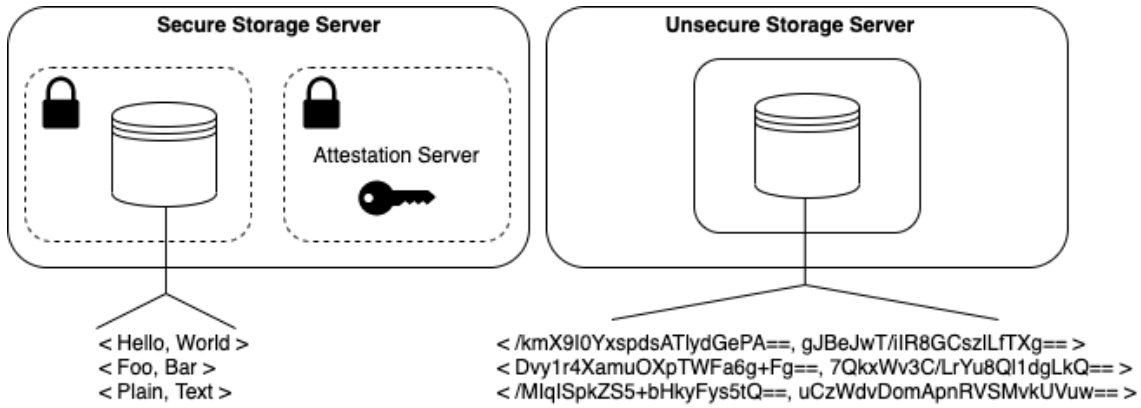 Secure Storage Server
Unsecure Storage Server
Attestation Server
< Hello, World >
< Foo, Bar >
< Plain, Text >
< /kmX9I0YxspdsATlydGePA==, gJBeJwT/iIR8GCszILfTXg== >
< Dvy1r4XamuOXpTWFa6g+Fg==, 7QkxWv3C/LrYu8QI1dgLkQ== >
< /MIqISpkZS5+bHkyFys5tQ==, uCzWdvDomApnRVSMvkUVuw== >